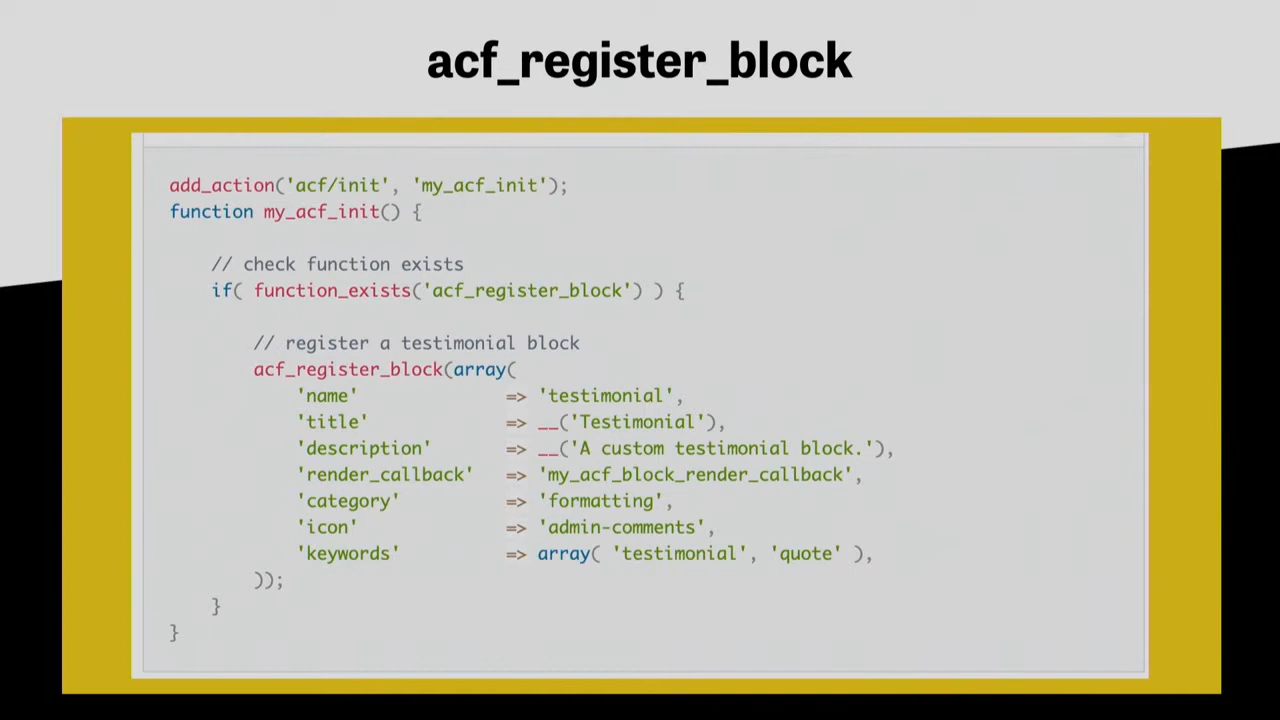 acf_register_block
add_action('acf/init', 'my_acf_init');
function my_acf_init() {
// check function exists
if( function_exists('acf_register_block') ) {
// register a testimonial block
acf_register_block(array(
'name' => 'testimonial',
'title' => __('Testimonial'),
'description' => __('A custom testimonial block.'),
'render_callback' => 'my_acf_block_render_callback',
'category' => 'formatting',
'icon' => 'admin-comments',
'keywords' => array( 'testimonial', 'quote' ),
));
}
}